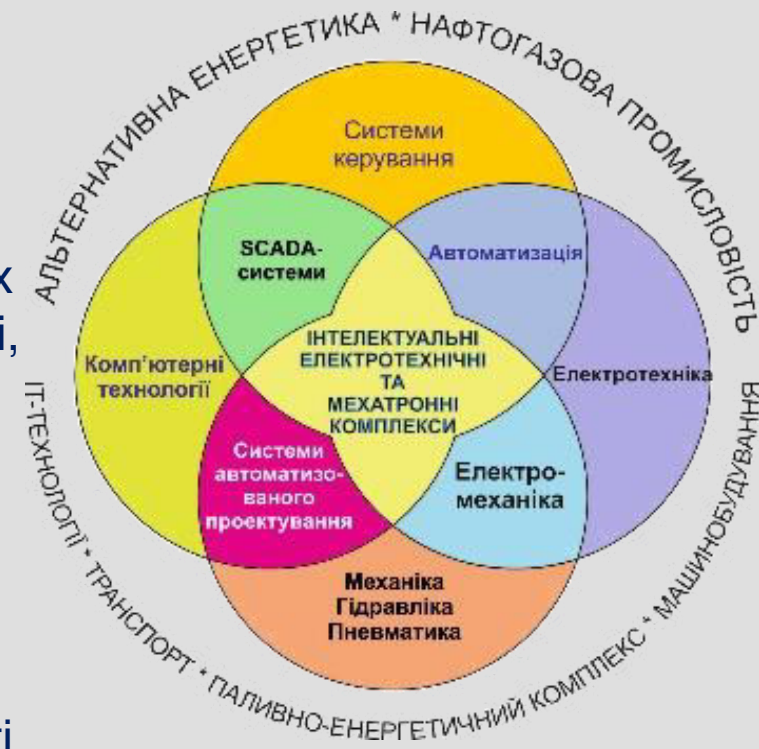 АЛЬТЕРНАТИВНА ЕНЕРГЕТИКА * НАФТОГАЗОВА ПРОМИСЛОВІСТЬ
Системи
керування
SCADA-
системи
Автоматизація
х
і,
Комп’ютерні
технології
ІНТЕЛЕКТУАЛЬНІ
ЕЛЕКТРОТЕХНІЧНІ
ТА
МЕХАТРОННІ
КОМПЛЕКСИ
Електротехніка
Системи
автоматизо-
ваного
проектування
Електро-
механіка
Механіка
Гідравліка
Пневматика
ІТ-ТЕХНОЛОГІЇ * ТРАНСПОРТ * ПАЛИВНО-ЕНЕРГЕТИЧНИЙ КОМПЛЕКС * МАШИНОБУДУВАННЯ
ті